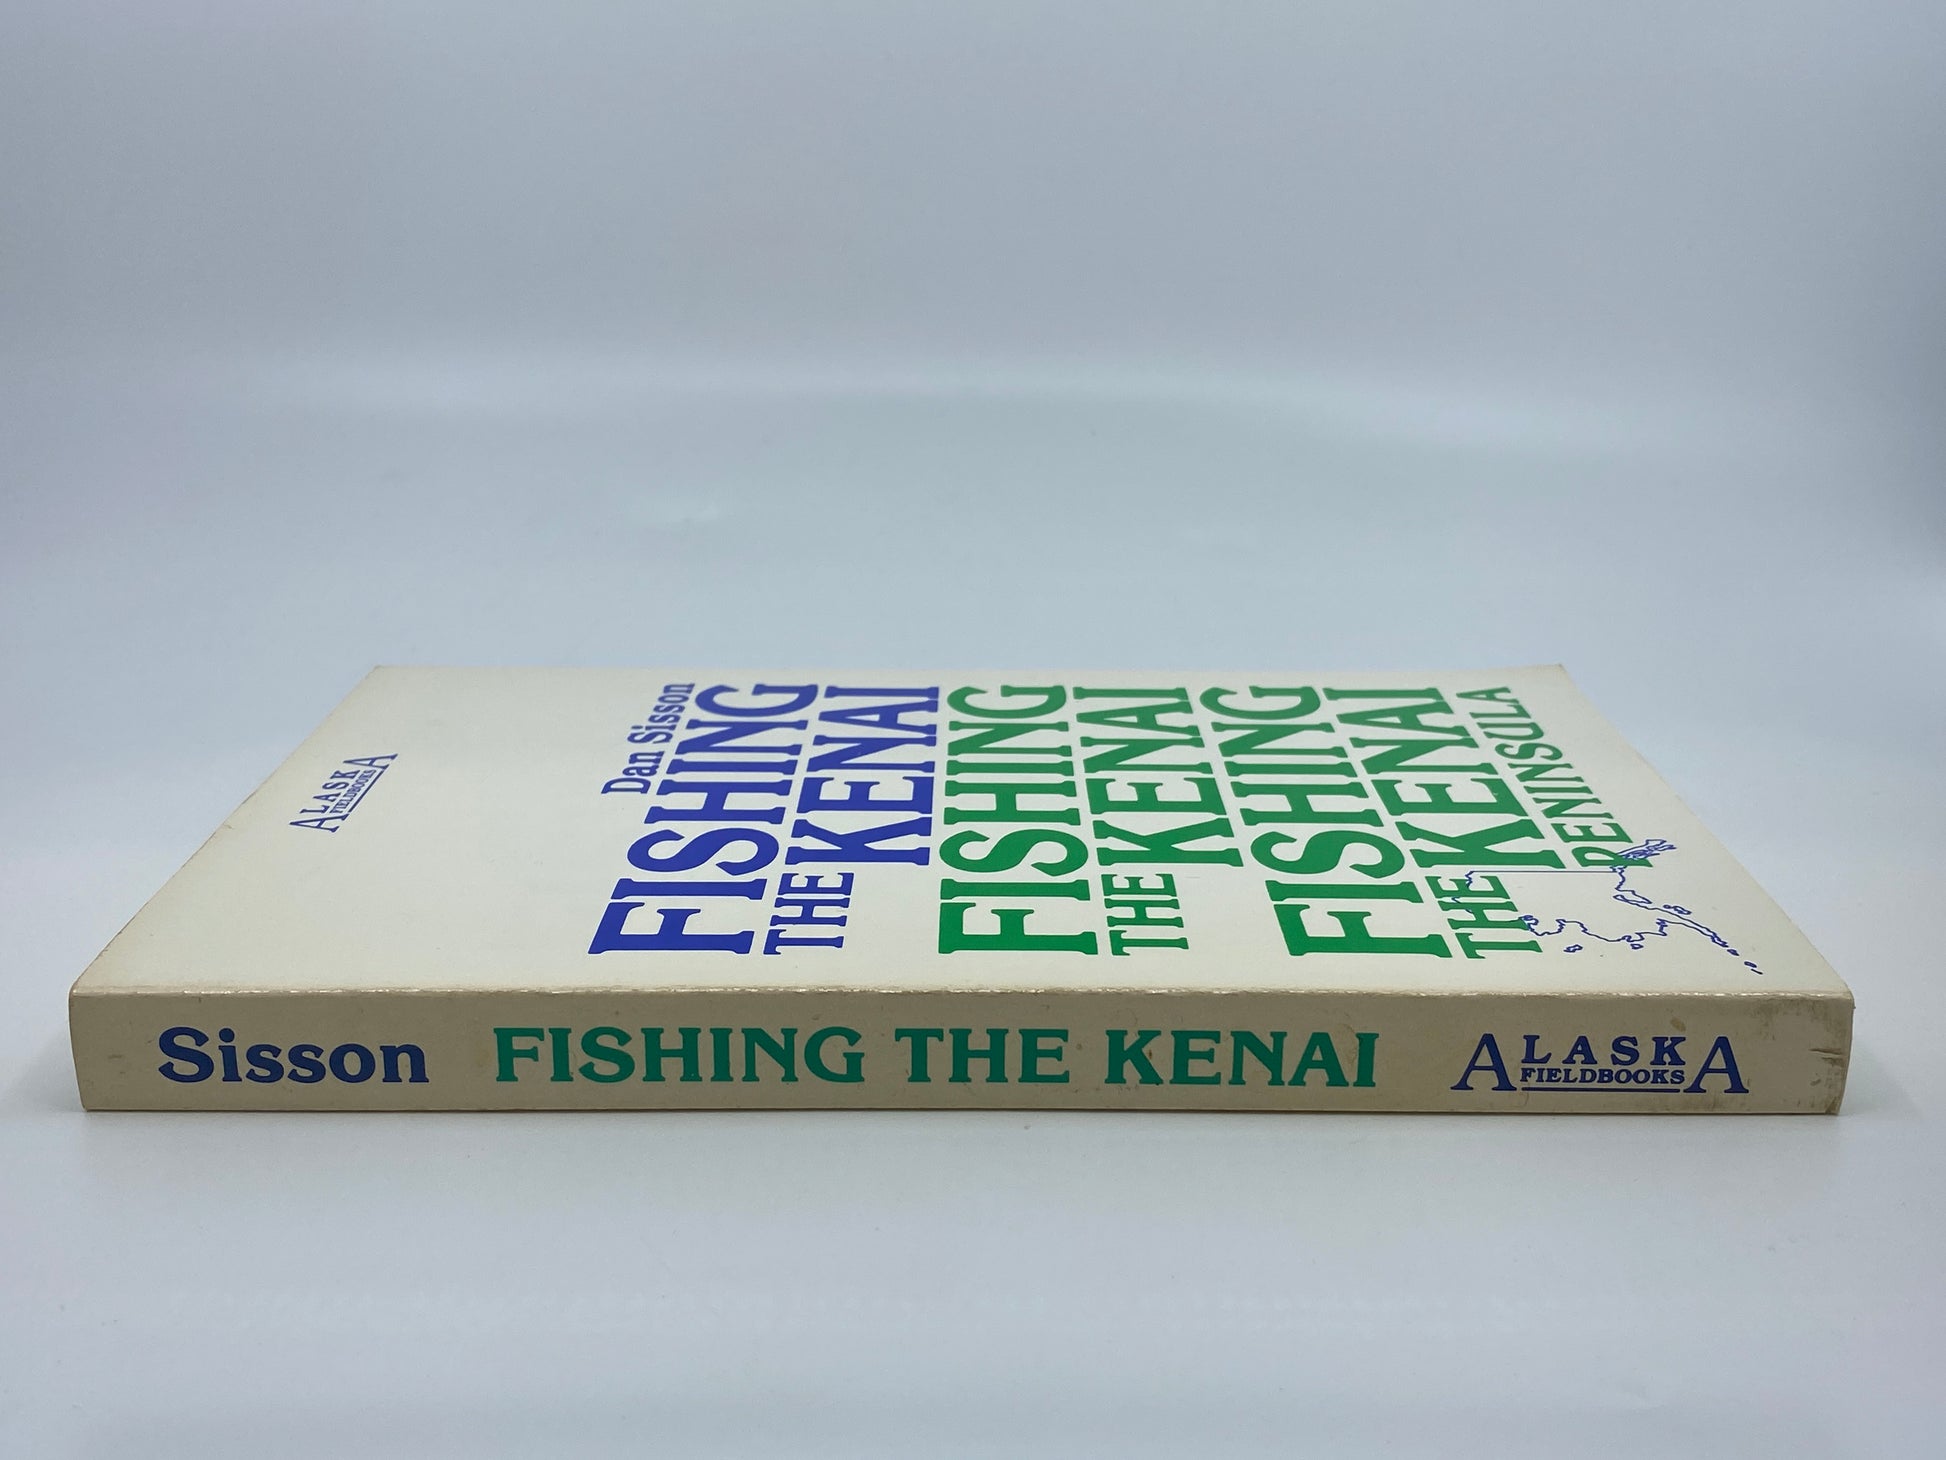 ALASKA
FIELDBOOKS
Dan Sisson
FISHING
THE KENAI
FISHING
THE KENAI
FISHING
THE KENAI
PENINSULA
Sisson FISHING THE KENAI ALASKA
FIELDBOOKS